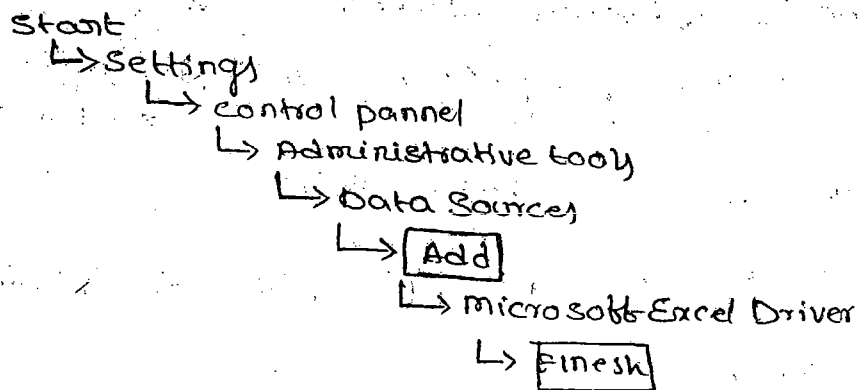 Start
Settings
control pannel
Administrative tools
Data Sources
Add
Microsoft-Excel Driver
Finesh